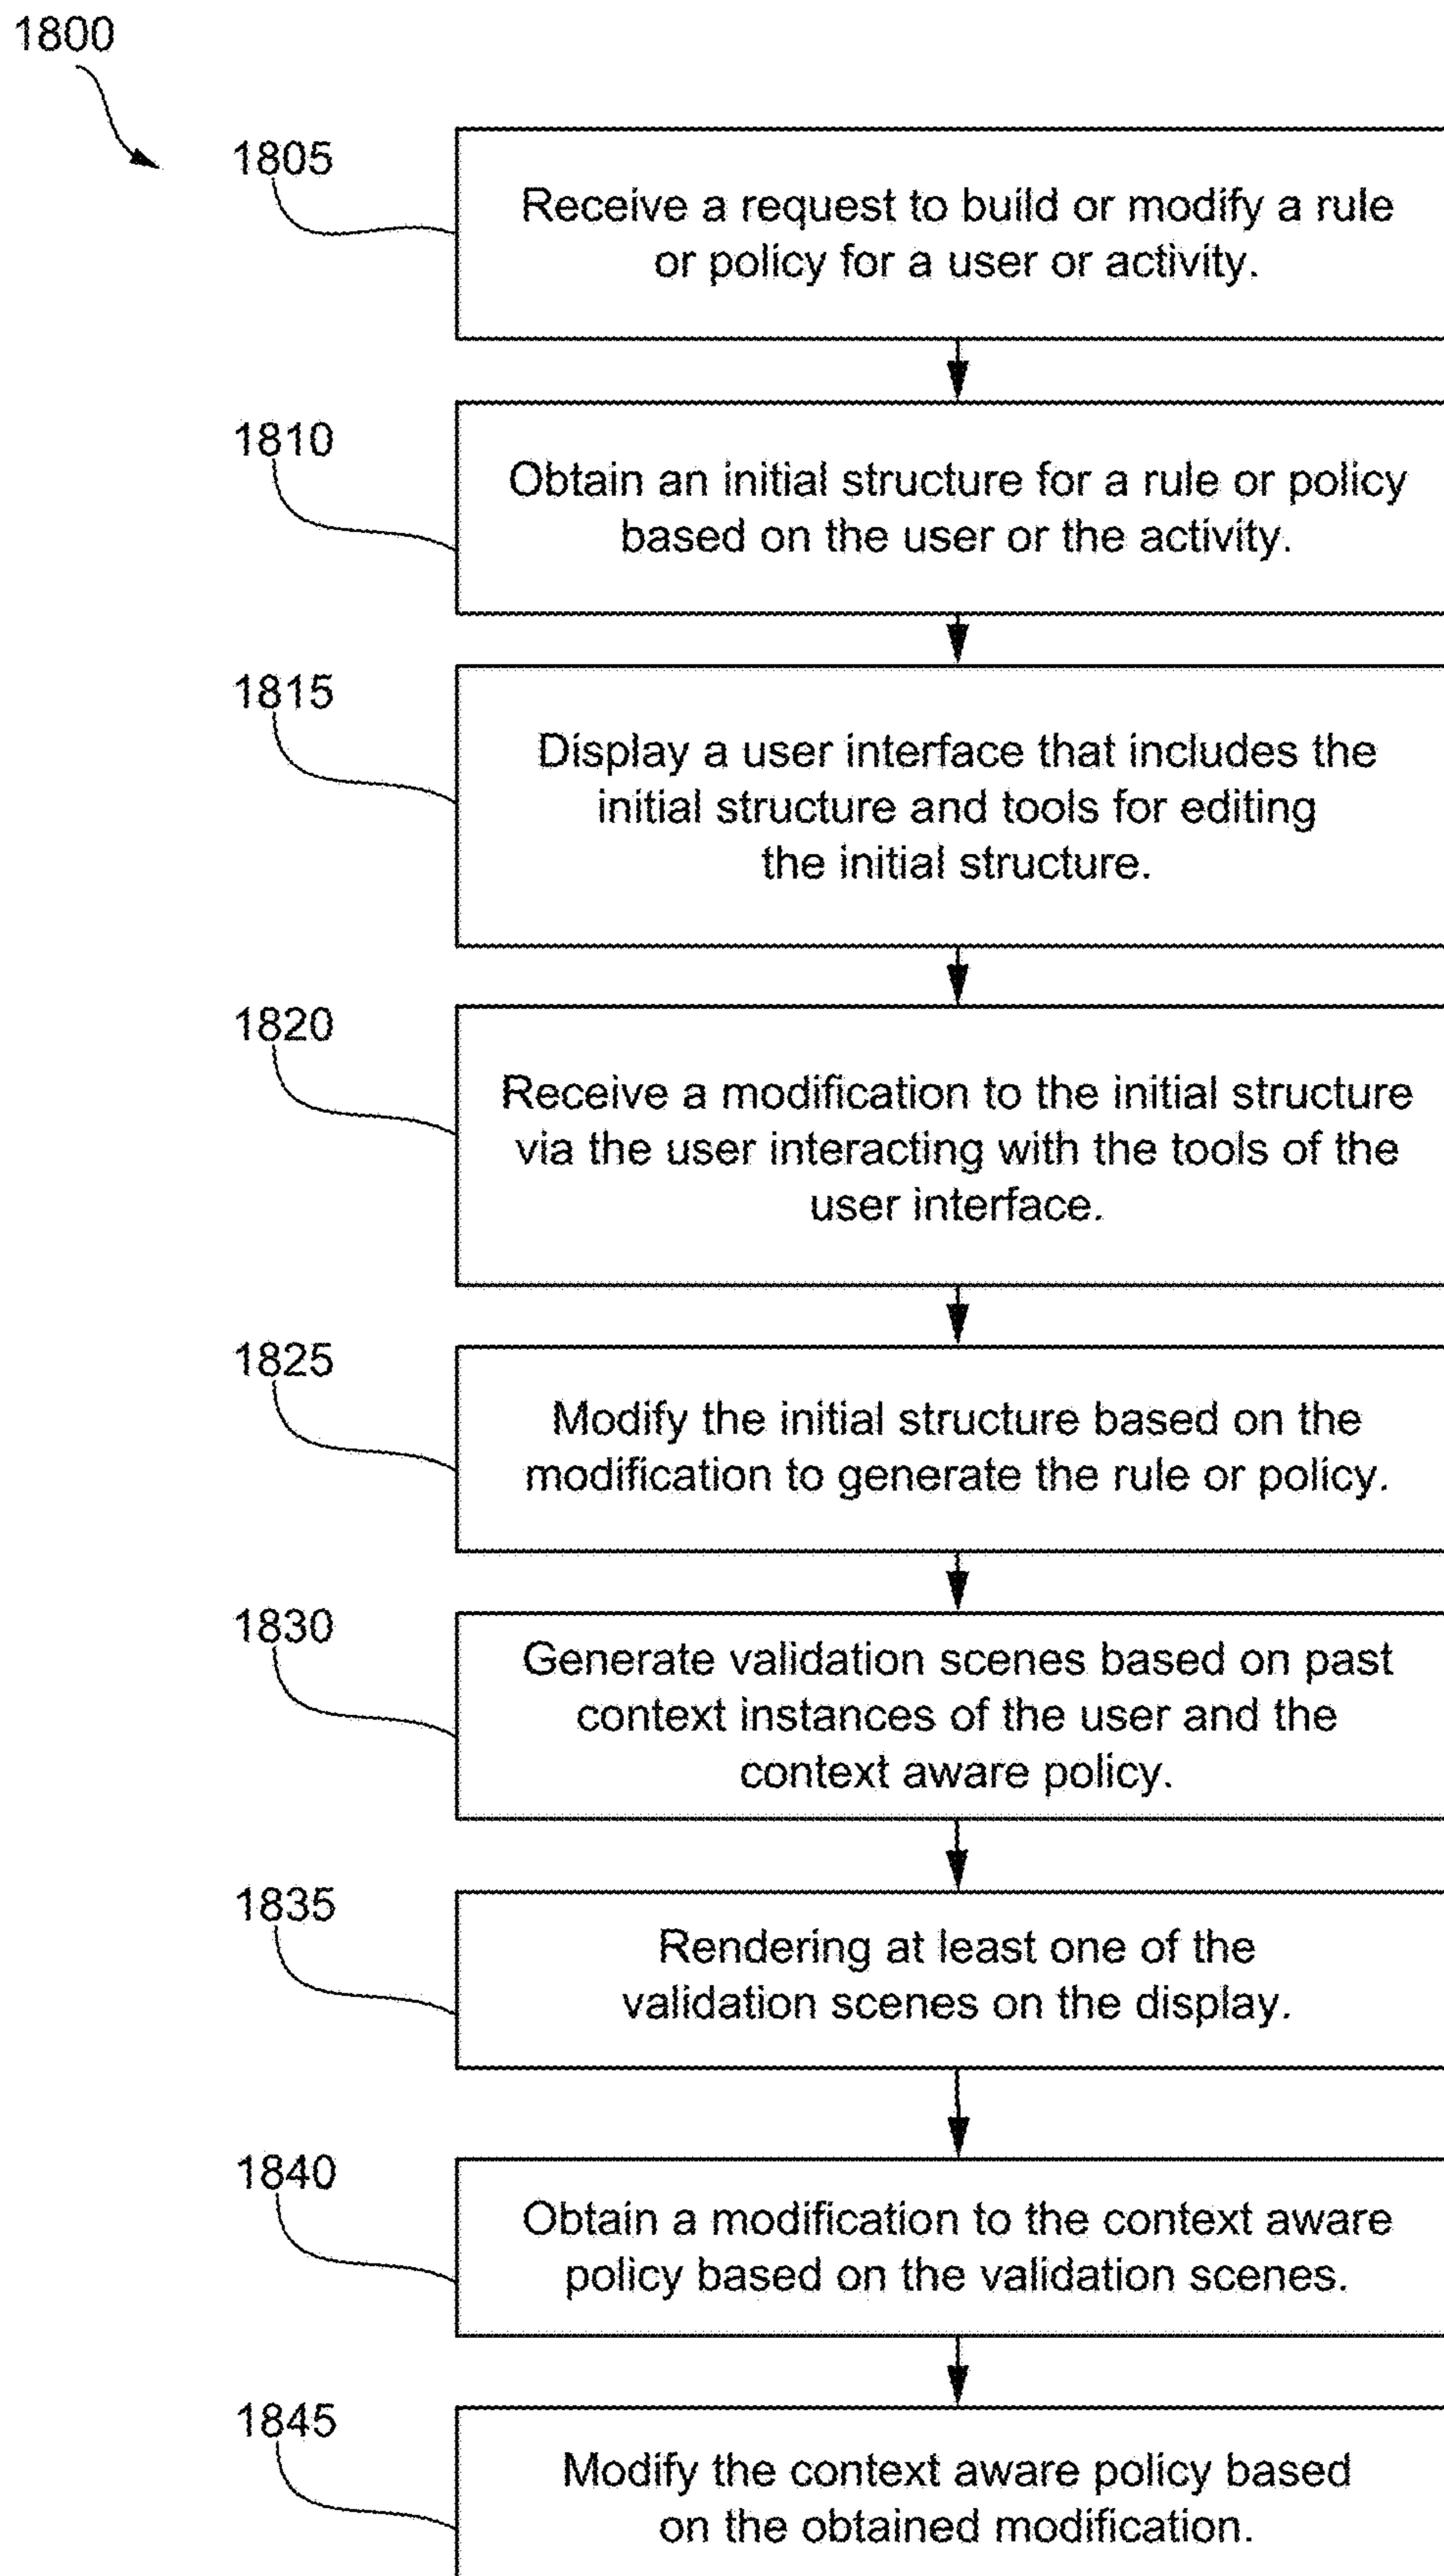 1800
1805
Receive a request to build or modify a rule
or policy for a user or activity.
1810
Obtain an initial structure for a rule or policy
based on the user or the activity.
1815
Display a user interface that includes the
initial structure and tools for editing
the initial structure.
1820
Receive a modification to the initial structure
via the user interacting with the tools of the
user interface.
1825
Modify the initial structure based on the
modification to generate the rule or policy.
1830
Generate validation scenes based on past
context instances of the user and the
context aware policy.
1835
Rendering at least one of the
validation scenes on the display.
1840
Obtain a modification to the context aware
policy based on the validation scenes.
1845
Modify the context aware policy based
on the obtained modification.